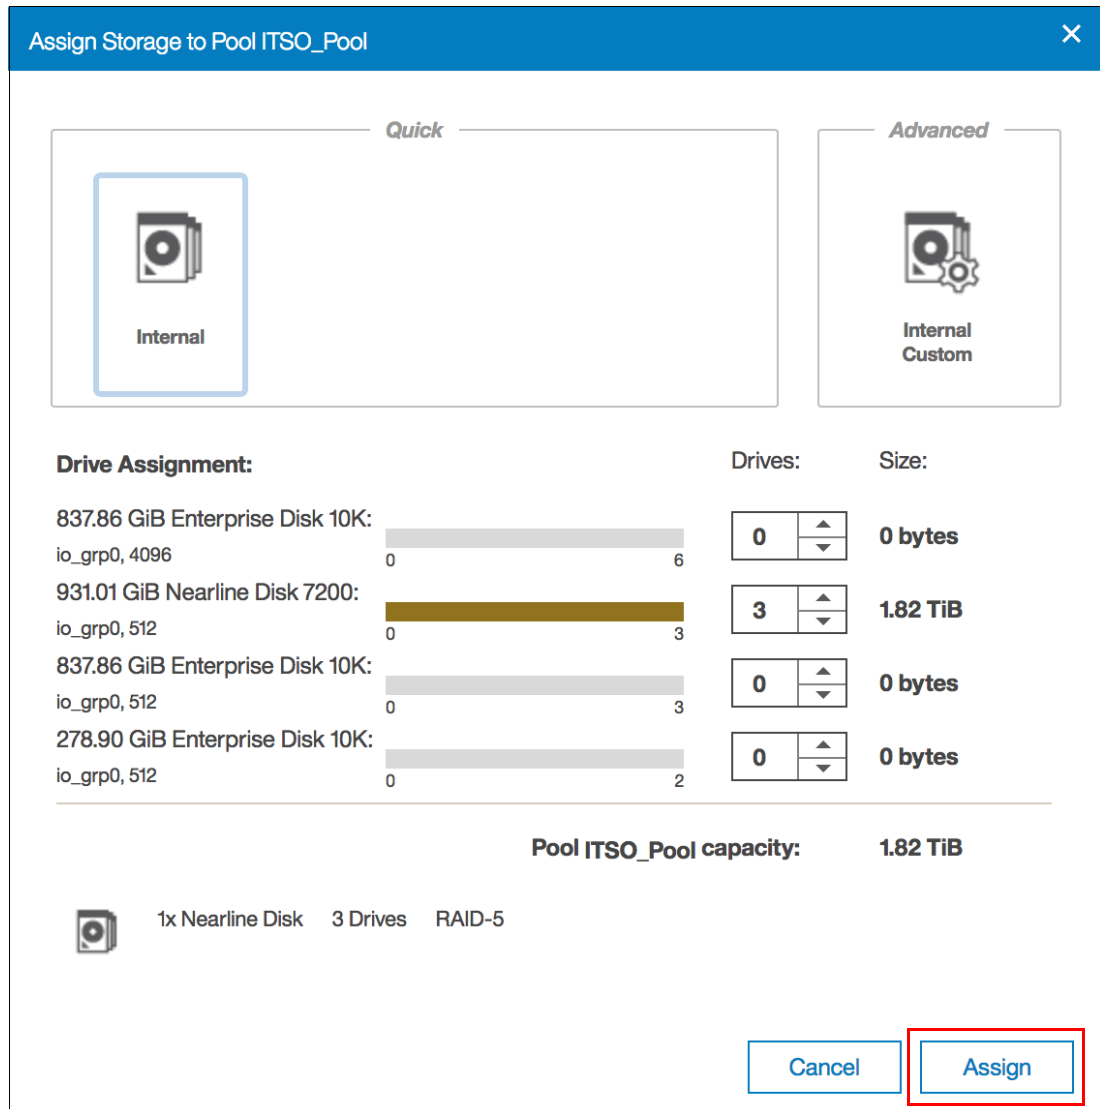 Assign Storage to Pool ITSO_Pool
Quick
Advanced
Internal
Internal
Custom
Drive Assignment:
Drives:
Size:
837.86 GiB Enterprise Disk 10K:
io_grp0, 4096
0
6
0
0 bytes
931.01 GiB Nearline Disk 7200:
io_grp0, 512
0
3
3
1.82 TiB
837.86 GiB Enterprise Disk 10K:
io_grp0, 512
0
3
0
0 bytes
278.90 GiB Enterprise Disk 10K:
io_grp0, 512
0
2
0
0 bytes
Pool ITSO_Pool capacity: 1.82 TiB
1x Nearline Disk 3 Drives RAID-5
Cancel
Assign